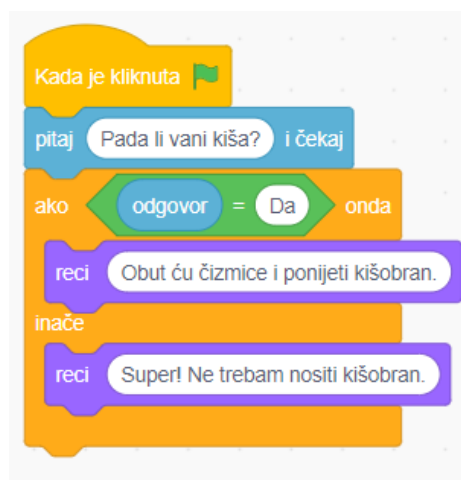 Kada je kliknuta
pitaj Pada li vani kiša? i čekaj
ako odgovor = Da onda
reci Obut ću čizmice i ponijeti kišobran.
inače
reci Super! Ne trebam nositi kišobran.